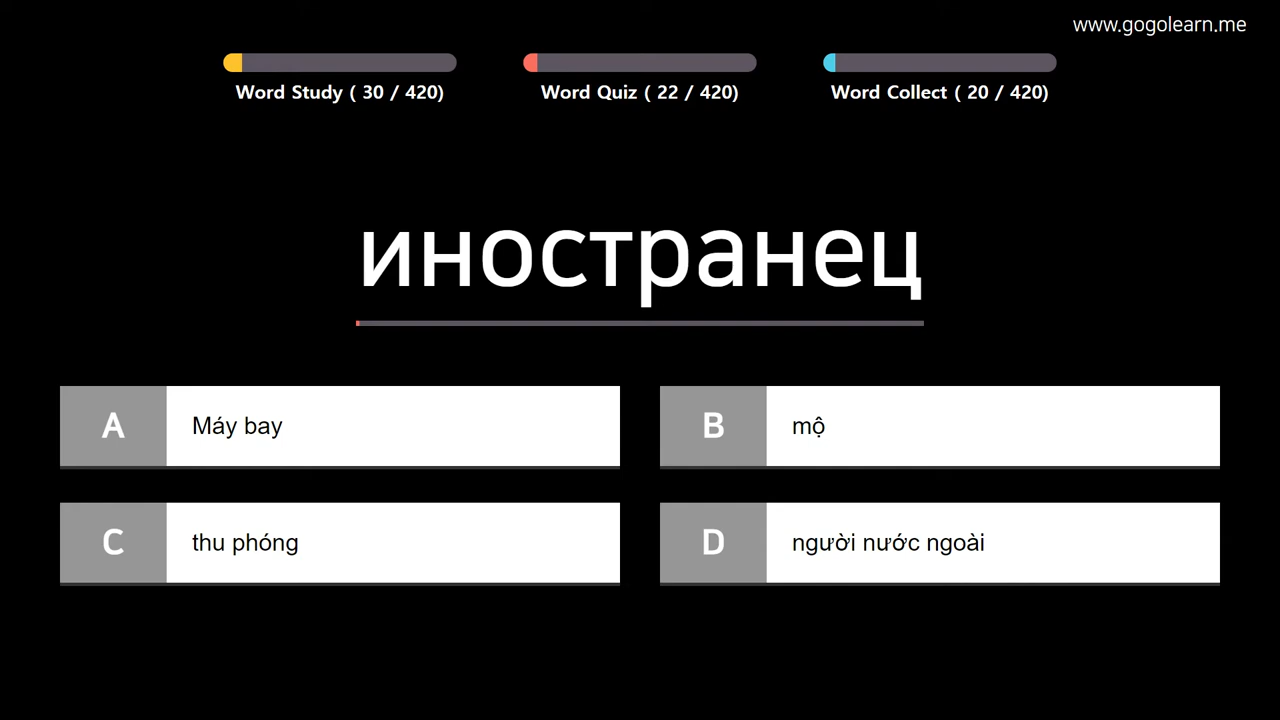 www.gogolearn.me
Word Study ( 30 / 420)
Word Quiz ( 22 / 420)
Word Collect ( 20 / 420)
иностранец
A Máy bay
B mộ
C thu phóng
D người nước ngoài